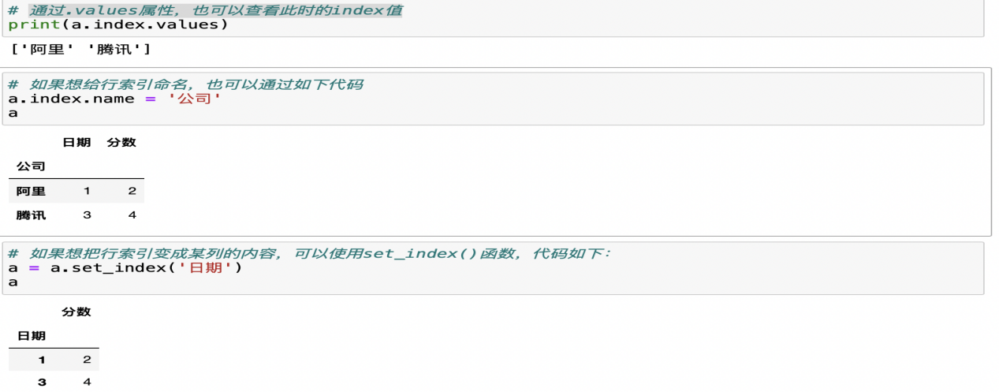 # 通过.values属性，也可以查看此时的index值
print(a.index.values)
['阿里' '腾讯']
# 如果想给行索引命名，也可以通过如下代码
a.index.name = '公司'
a
日期 分数
公司
阿里 1 2
腾讯 3 4
# 如果想把行索引变成某列的内容，可以使用set_index()函数，代码如下：
a = a.set_index('日期')
a
分数
日期
1 2
3 4